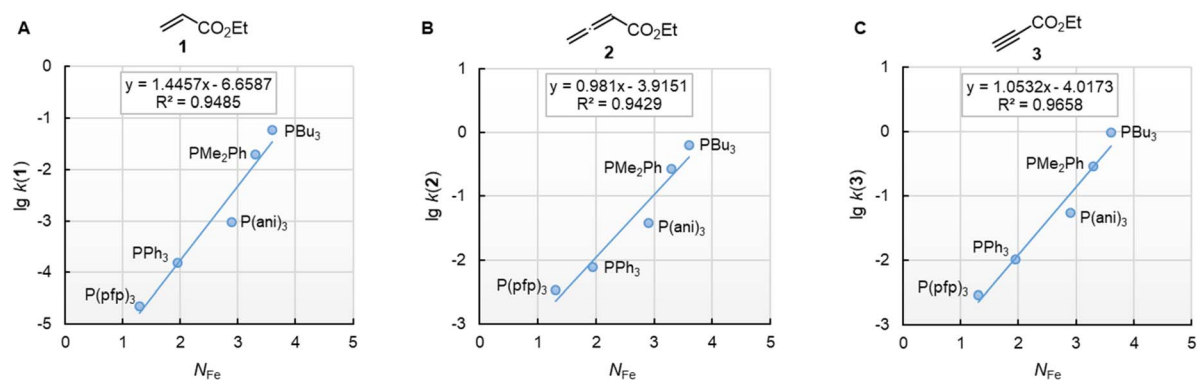 A
CO₂Et
1
y = 1.4457x - 6.6587
R² = 0.9485
0
-1
-2
-3
-4
-5
lg k(1)
PBu₃
PMe₂Ph
P(ani)₃
PPh₃
P(pfp)₃
0 1 2 3 4 5
N_Fe
B
CO₂Et
2
y = 0.981x - 3.9151
R² = 0.9429
1
0
-1
-2
-3
lg k(2)
PBu₃
PMe₂Ph
P(ani)₃
PPh₃
P(pfp)₃
0 1 2 3 4 5
N_Fe
C
CO₂Et
3
y = 1.0532x - 4.0173
R² = 0.9658
1
0
-1
-2
-3
lg k(3)
PBu₃
PMe₂Ph
P(ani)₃
PPh₃
P(pfp)₃
0 1 2 3 4 5
N_Fe